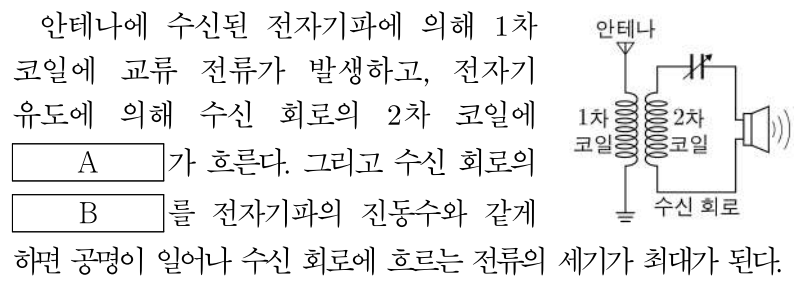 안테나에 수신된 전자기파에 의해 1차
코일에 교류 전류가 발생하고, 전자기
유도에 의해 수신 회로의 2차 코일에
A 가 흐른다. 그리고 수신 회로의
B 를 전자기파의 진동수와 같게
하면 공명이 일어나 수신 회로에 흐르는 전류의 세기가 최대가 된다.
안테나
1차 2차
코일 코일
수신 회로